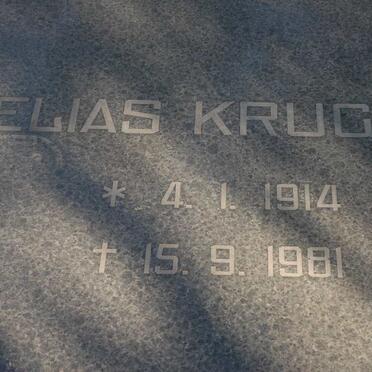 ELIAS KRUG
* 4. 1. 1914
† 15. 9. 1981